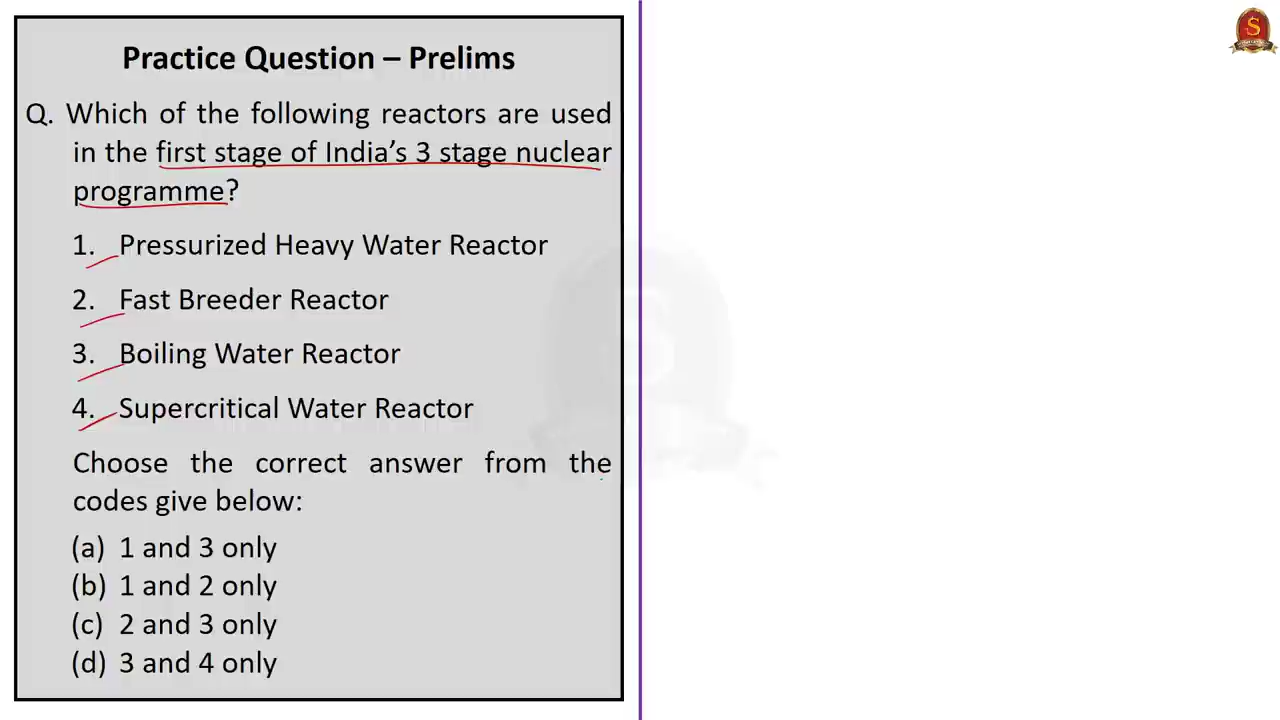 Practice Question – Prelims
Q. Which of the following reactors are used
in the first stage of India’s 3 stage nuclear
programme?
1. Pressurized Heavy Water Reactor
2. Fast Breeder Reactor
3. Boiling Water Reactor
4. Supercritical Water Reactor
Choose the correct answer from the
codes give below:
(a) 1 and 3 only
(b) 1 and 2 only
(c) 2 and 3 only
(d) 3 and 4 only
S